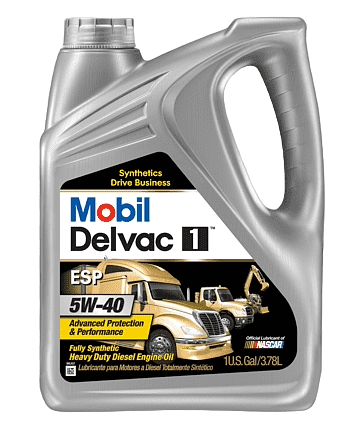 Synthetics
Drive Business
Mobil
Delvac 1™
ESP
5W-40
Advanced Protection
& Performance
Fully Synthetic
Heavy Duty Diesel Engine Oil
Lubricante para Motores a Diesel Totalmente Sintético
Official Lubricant of
NASCAR
1 U.S. Gal/3.78L